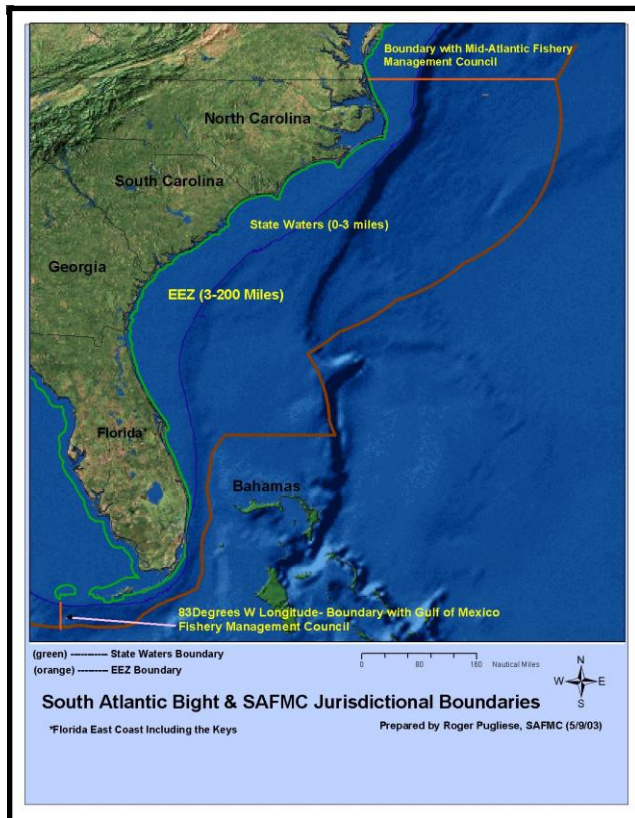 Boundary with Mid-Atlantic Fishery
Management Council
North Carolina
South Carolina
State Waters (0-3 miles)
Georgia
EEZ (3-200 Miles)
Florida*
Bahamas
83Degrees W Longitude- Boundary with Gulf of Mexico
Fishery Management Council
(green) ---------- State Waters Boundary
(orange) -------- EEZ Boundary
0 60 160 Nautical Miles
N
W E
S
South Atlantic Bight & SAFMC Jurisdictional Boundaries
*Florida East Coast Including the Keys
Prepared by Roger Pugliese, SAFMC (5/9/03)